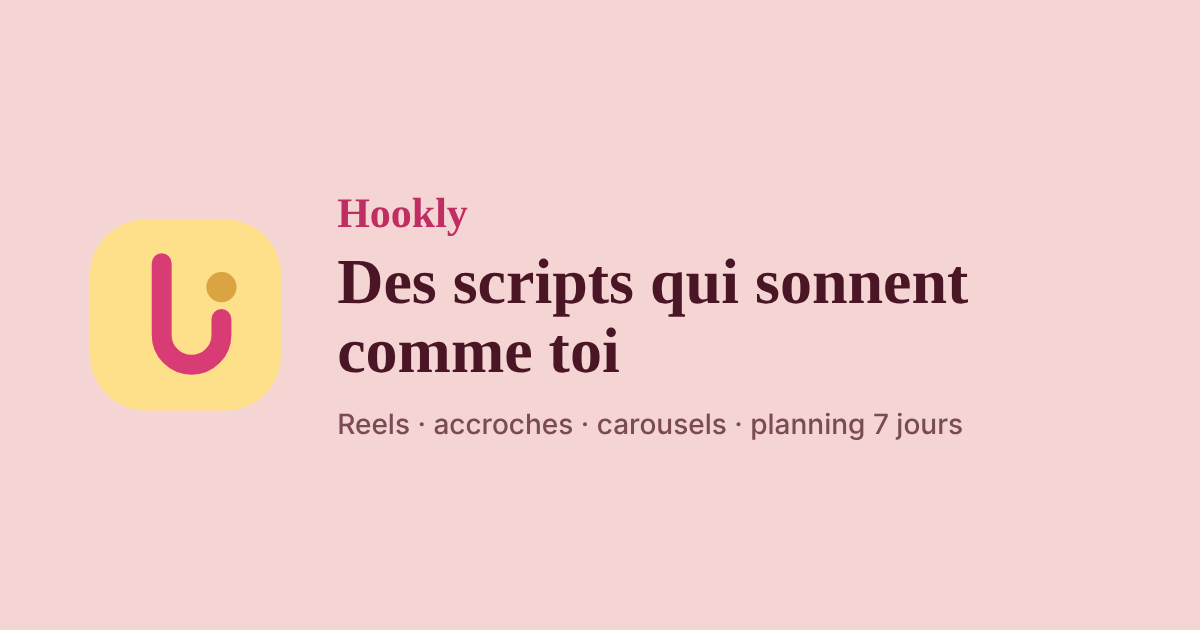 Hookly
Des scripts qui sonnent
comme toi
Reels · accroches · carousels · planning 7 jours